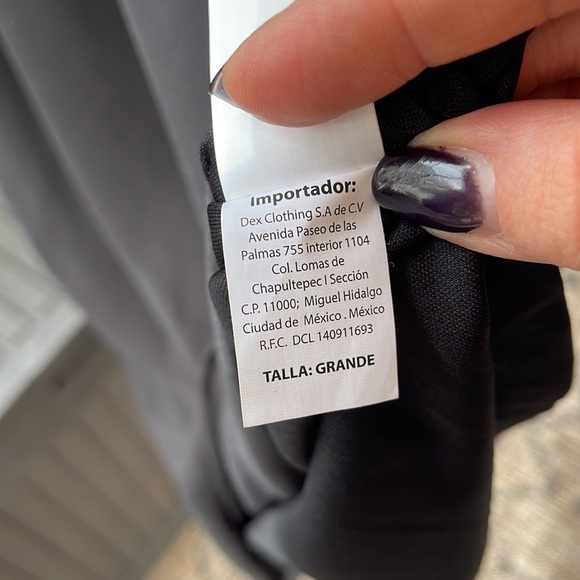 Importador:
Dex Clothing S.A de C.V
Avenida Paseo de las
Palmas 755 interior 1104
Col. Lomas de
Chapultepec I Sección
C.P. 11000; Miguel Hidalgo
Ciudad de México . México
R.F.C. DCL 140911693
TALLA: GRANDE